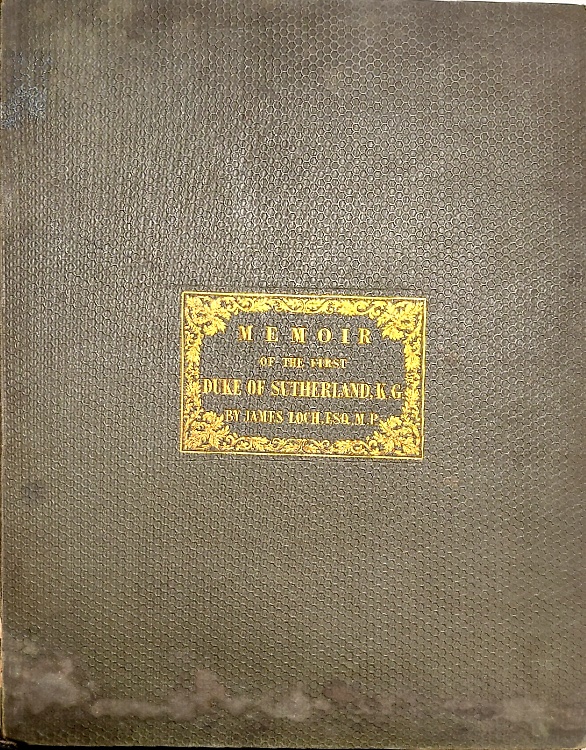 MEMOIR
OF THE FIRST
DUKE OF SUTHERLAND, K.G.
BY JAMES LOCH, ESQ. M.P.